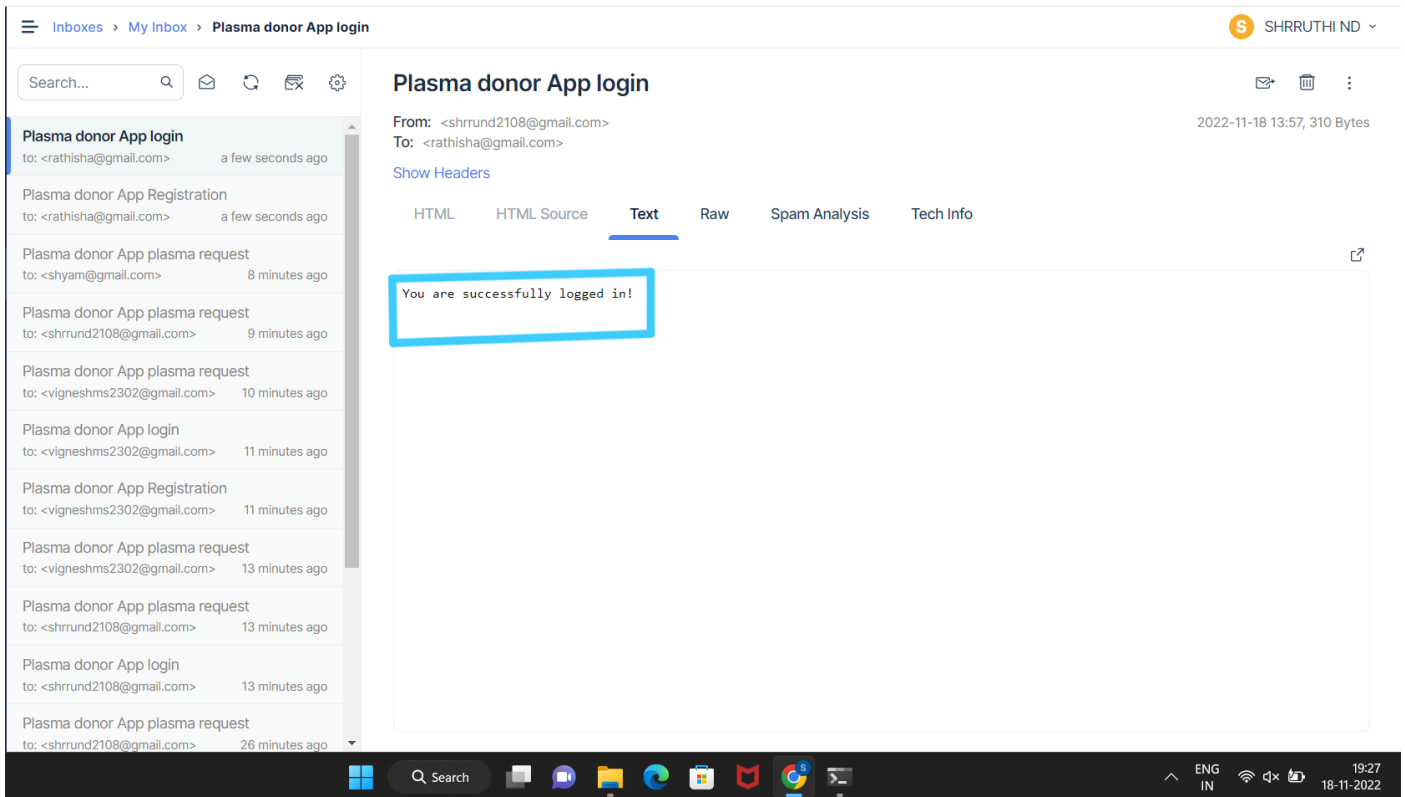 Inboxes › My Inbox › Plasma donor App login
S SHRRUTHI ND
Search...
Plasma donor App login
to: <rathisha@gmail.com> a few seconds ago
Plasma donor App Registration
to: <rathisha@gmail.com> a few seconds ago
Plasma donor App plasma request
to: <shyam@gmail.com> 8 minutes ago
Plasma donor App plasma request
to: <shrrund2108@gmail.com> 9 minutes ago
Plasma donor App plasma request
to: <vigneshms2302@gmail.com> 10 minutes ago
Plasma donor App login
to: <vigneshms2302@gmail.com> 11 minutes ago
Plasma donor App Registration
to: <vigneshms2302@gmail.com> 11 minutes ago
Plasma donor App plasma request
to: <vigneshms2302@gmail.com> 13 minutes ago
Plasma donor App plasma request
to: <shrrund2108@gmail.com> 13 minutes ago
Plasma donor App login
to: <shrrund2108@gmail.com> 13 minutes ago
Plasma donor App plasma request
to: <shrrund2108@gmail.com> 26 minutes ago
Plasma donor App login
From: <shrrund2108@gmail.com>
2022-11-18 13:57, 310 Bytes
To: <rathisha@gmail.com>
Show Headers
HTML HTML Source Text Raw Spam Analysis Tech Info
You are successfully logged in!
Search
S
ENG
IN
19:27
18-11-2022